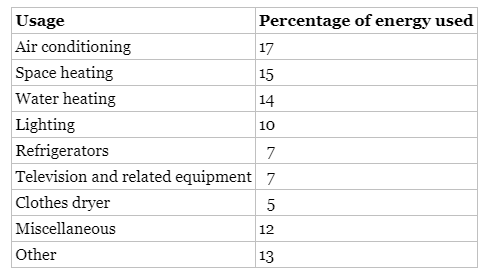 Usage Percentage of energy used
Air conditioning 17
Space heating 15
Water heating 14
Lighting 10
Refrigerators 7
Television and related equipment 7
Clothes dryer 5
Miscellaneous 12
Other 13